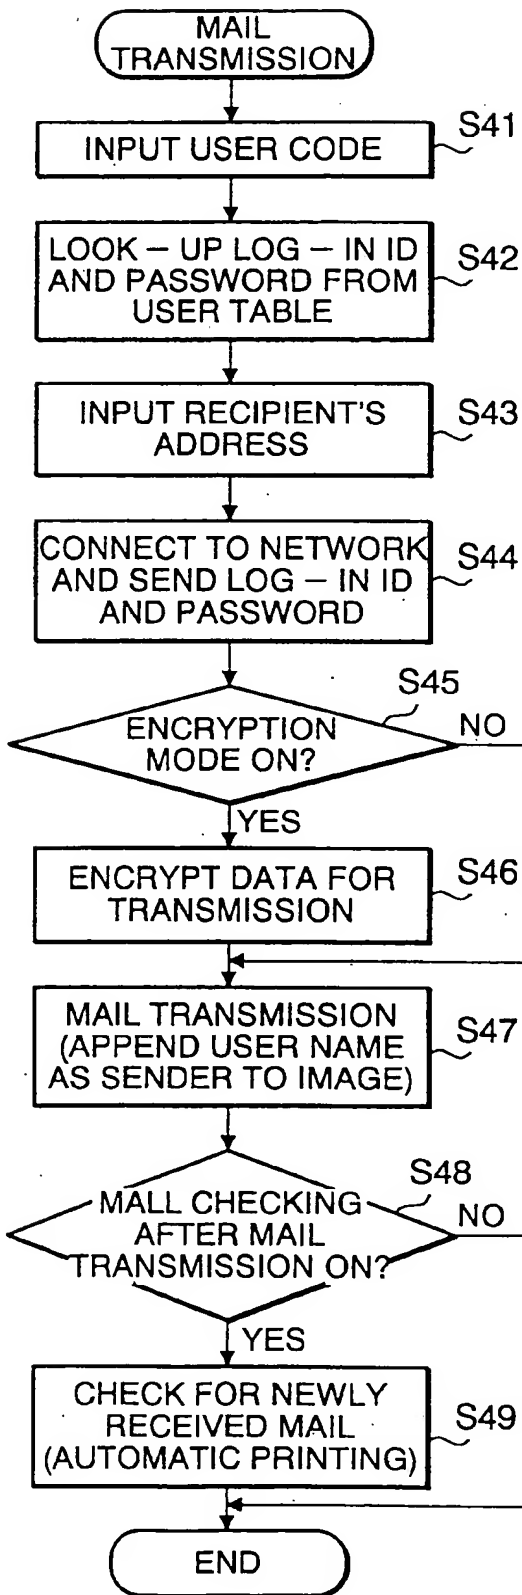 MAIL
TRANSMISSION
S41
INPUT USER CODE
LOOK – UP LOG – IN ID
AND PASSWORD FROM
USER TABLE
S42
INPUT RECIPIENT'S
ADDRESS
S43
CONNECT TO NETWORK
AND SEND LOG – IN ID
AND PASSWORD
S44
S45
ENCRYPTION
MODE ON?
NO
YES
ENCRYPT DATA FOR
TRANSMISSION
S46
MAIL TRANSMISSION
(APPEND USER NAME
AS SENDER TO IMAGE)
S47
S48
MALL CHECKING
AFTER MAIL
TRANSMISSION ON?
NO
YES
CHECK FOR NEWLY
RECEIVED MAIL
(AUTOMATIC PRINTING)
S49
END